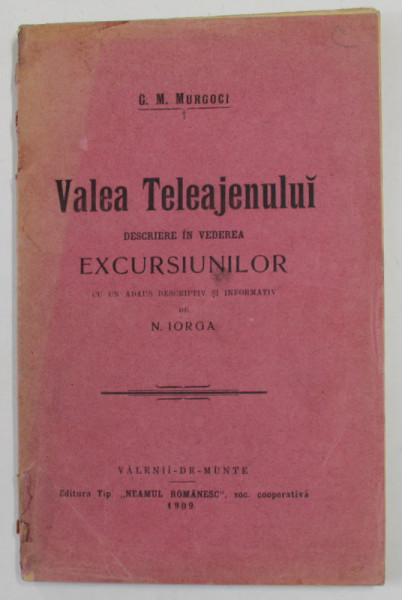 G. M. MURGOCI
Valea Teleajenuluĭ
DESCRIERE ÎN VEDEREA
EXCURSIUNILOR
CU UN ADAUS DESCRIPTIV ȘI INFORMATIV
DE
N. IORGA
VĂLENII-DE-MUNTE
Editura Tip. „NEAMUL ROMĂNESC", soc. cooperativă
1909